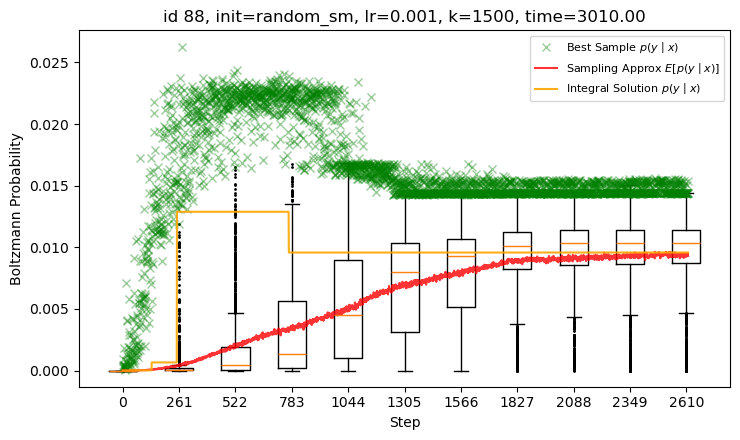 id 88, init=random_sm, lr=0.001, k=1500, time=3010.00
Best Sample p(y | x)
Sampling Approx E[p(y | x)]
Integral Solution p(y | x)
Boltzmann Probability
0.025
0.020
0.015
0.010
0.005
0.000
0 261 522 783 1044 1305 1566 1827 2088 2349 2610
Step